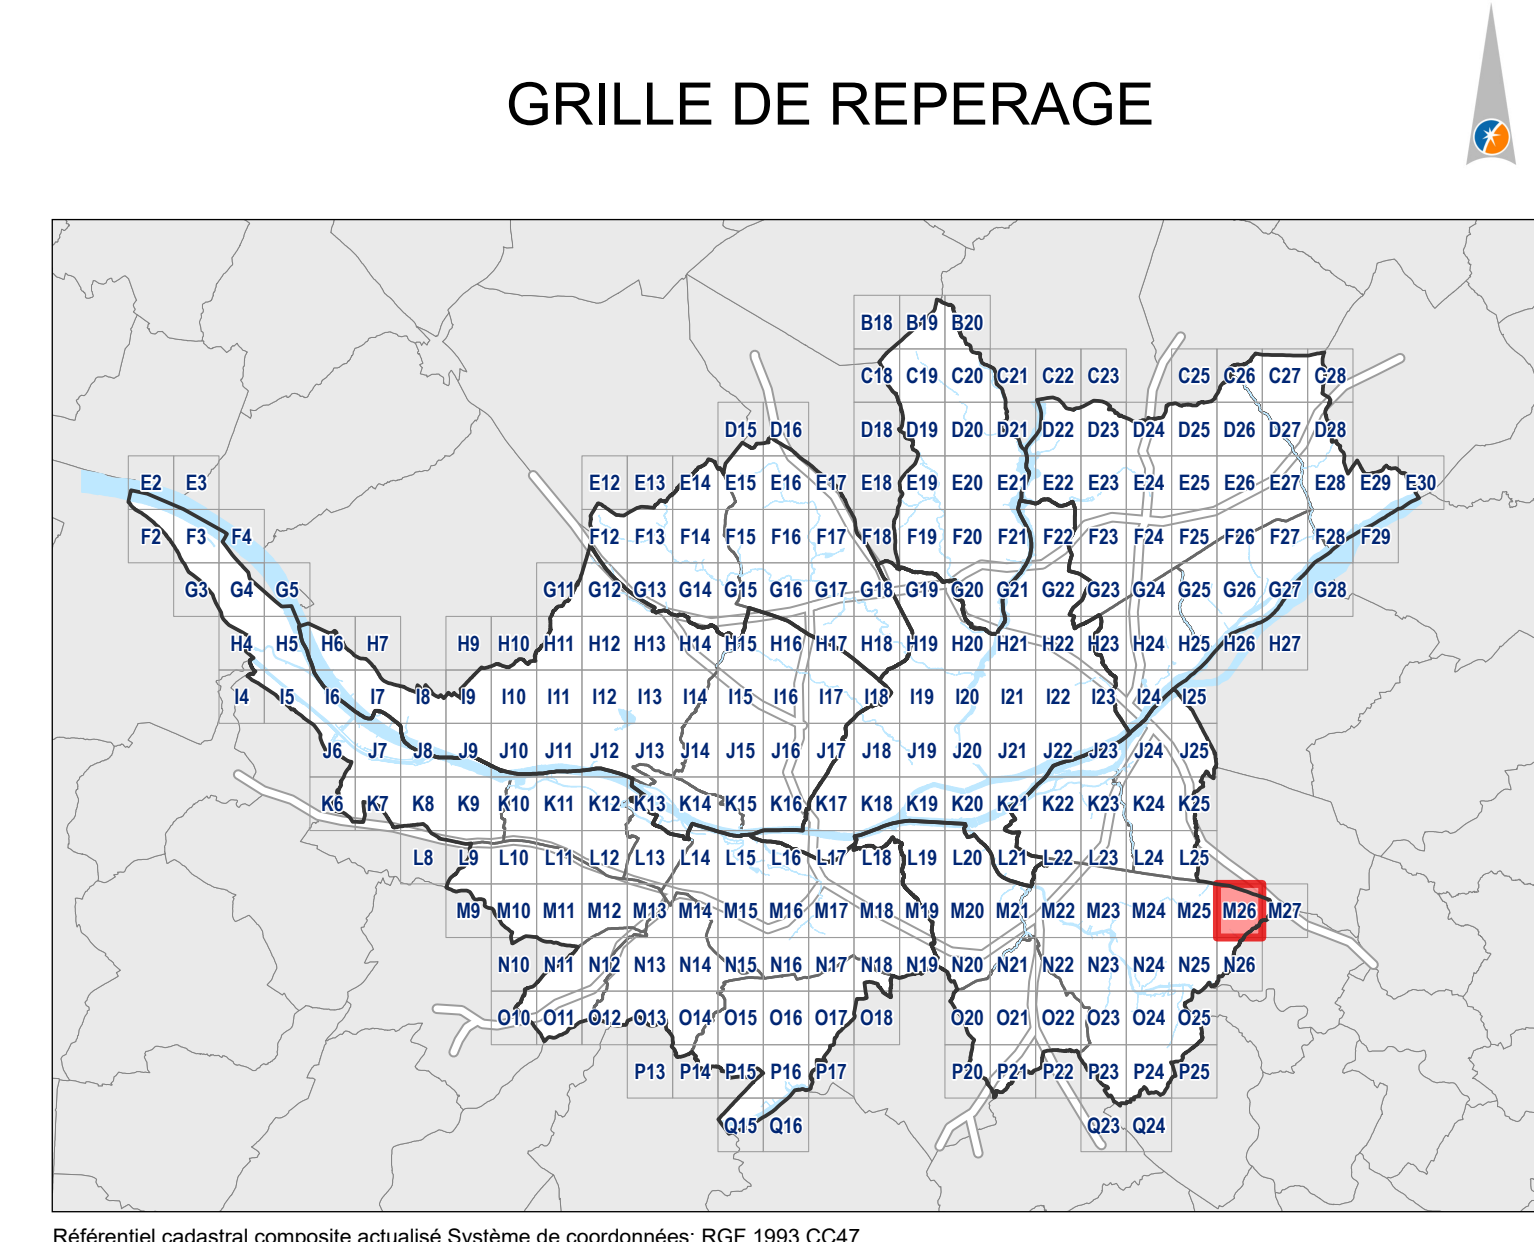 GRILLE DE REPERAGE
B18 B19 B20
C18 C19 C20 C21 C22 C23 C25 C26 C27 C28
D15 D16 D18 D19 D20 D21 D22 D23 D24 D25 D26 D27 D28
E2 E3 E12 E13 E14 E15 E16 E17 E18 E19 E20 E21 E22 E23 E24 E25 E26 E27 E28 E29 E30
F2 F3 F4 F12 F13 F14 F15 F16 F17 F18 F19 F20 F21 F22 F23 F24 F25 F26 F27 F28 F29
G3 G4 G5 G11 G12 G13 G14 G15 G16 G17 G18 G19 G20 G21 G22 G23 G24 G25 G26 G27 G28
H4 H5 H6 H7 H9 H10 H11 H12 H13 H14 H15 H16 H17 H18 H19 H20 H21 H22 H23 H24 H25 H26 H27
I4 I5 I6 I7 I8 I9 I10 I11 I12 I13 I14 I15 I16 I17 I18 I19 I20 I21 I22 I23 I24 I25
J6 J7 J8 J9 J10 J11 J12 J13 J14 J15 J16 J17 J18 J19 J20 J21 J22 J23 J24 J25
K6 K7 K8 K9 K10 K11 K12 K13 K14 K15 K16 K17 K18 K19 K20 K21 K22 K23 K24 K25
L8 L9 L10 L11 L12 L13 L14 L15 L16 L17 L18 L19 L20 L21 L22 L23 L24 L25
M9 M10 M11 M12 M13 M14 M15 M16 M17 M18 M19 M20 M21 M22 M23 M24 M25 M26 M27
N10 N11 N12 N13 N14 N15 N16 N17 N18 N19 N20 N21 N22 N23 N24 N25 N26
O10 O11 O12 O13 O14 O15 O16 O17 O18 O20 O21 O22 O23 O24 O25
P13 P14 P15 P16 P17 P20 P21 P22 P23 P24 P25
Q15 Q16 Q23 Q24
Référentiel cadastral composite actualisé Système de coordonnées: RGF 1993 CC47